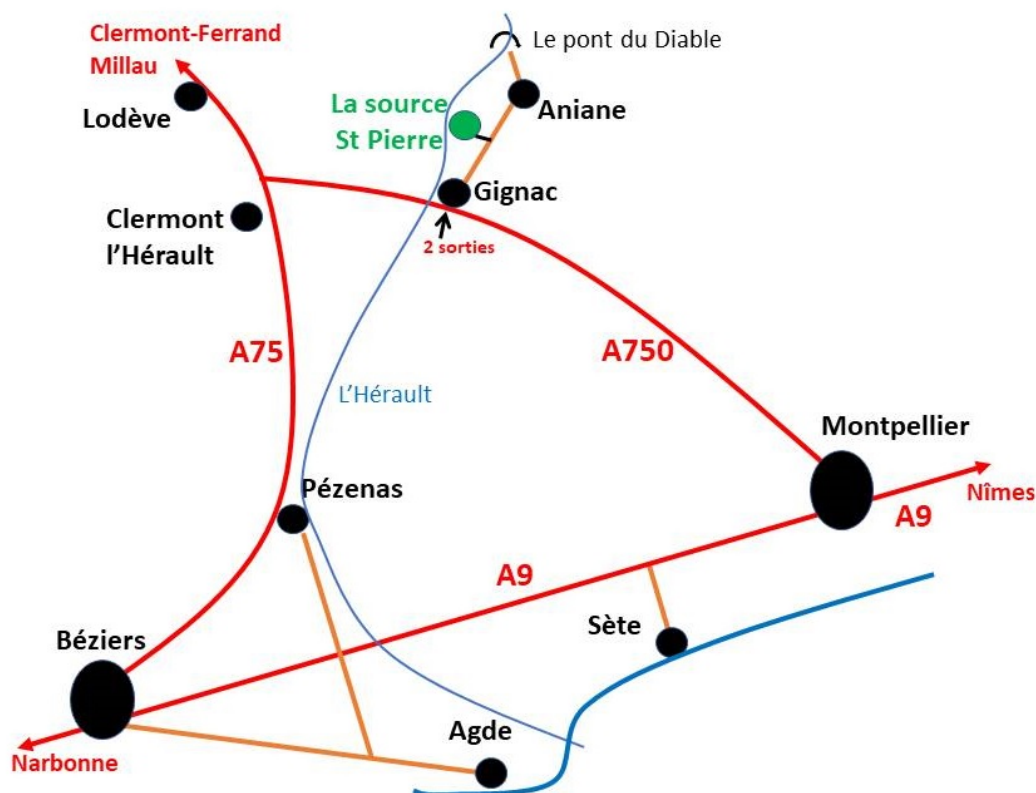 Clermont-Ferrand
Millau
Lodève
Le pont du Diable
Aniane
La source
St Pierre
Gignac
Clermont
l’Hérault
2 sorties
A75
A750
L’Hérault
Montpellier
Pézenas
Nîmes
A9
A9
Sète
Béziers
Agde
Narbonne